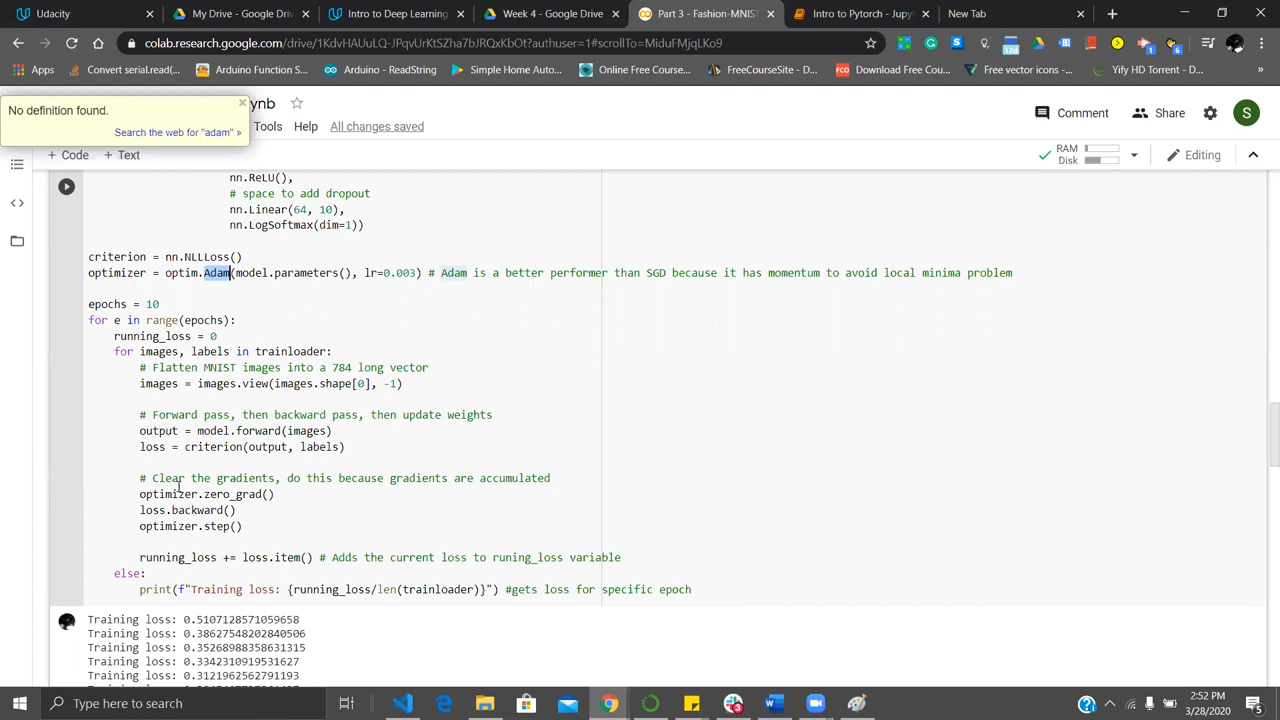 Udacity
My Drive - Google Drive
Intro to Deep Learning
Week 4 - Google Drive
Part 3 - Fashion-MNIST
Intro to Pytorch - Jupy
New Tab
colab.research.google.com/drive/1KdvHAUuLQ-JPqvUrKtSZha7bJRQxKbOt?authuser=1#scrollTo=MiduFMjqLKo9
Apps
Convert serial.read(...
Arduino Function S...
Arduino - ReadString
Simple Home Auto...
Online Free Course...
FreeCourseSite - D...
Download Free Cou...
Free vector icons -...
Yify HD Torrent - D...
No definition found.
Search the web for "adam" »
ynb
Tools Help All changes saved
Comment Share S
+ Code + Text
RAM
Disk
Editing
nn.ReLU(),
# space to add dropout
nn.Linear(64, 10),
nn.LogSoftmax(dim=1))
criterion = nn.NLLLoss()
optimizer = optim.Adam(model.parameters(), lr=0.003) # Adam is a better performer than SGD because it has momentum to avoid local minima problem
epochs = 10
for e in range(epochs):
running_loss = 0
for images, labels in trainloader:
# Flatten MNIST images into a 784 long vector
images = images.view(images.shape[0], -1)
# Forward pass, then backward pass, then update weights
output = model.forward(images)
loss = criterion(output, labels)
# Clear the gradients, do this because gradients are accumulated
optimizer.zero_grad()
loss.backward()
optimizer.step()
running_loss += loss.item() # Adds the current loss to runing_loss variable
else:
print(f"Training loss: {running_loss/len(trainloader)}") #gets loss for specific epoch
Training loss: 0.5107128571059658
Training loss: 0.38627548202840506
Training loss: 0.35268988358631315
Training loss: 0.3342310919531627
Training loss: 0.3121962562791193
Type here to search
2:52 PM
3/28/2020